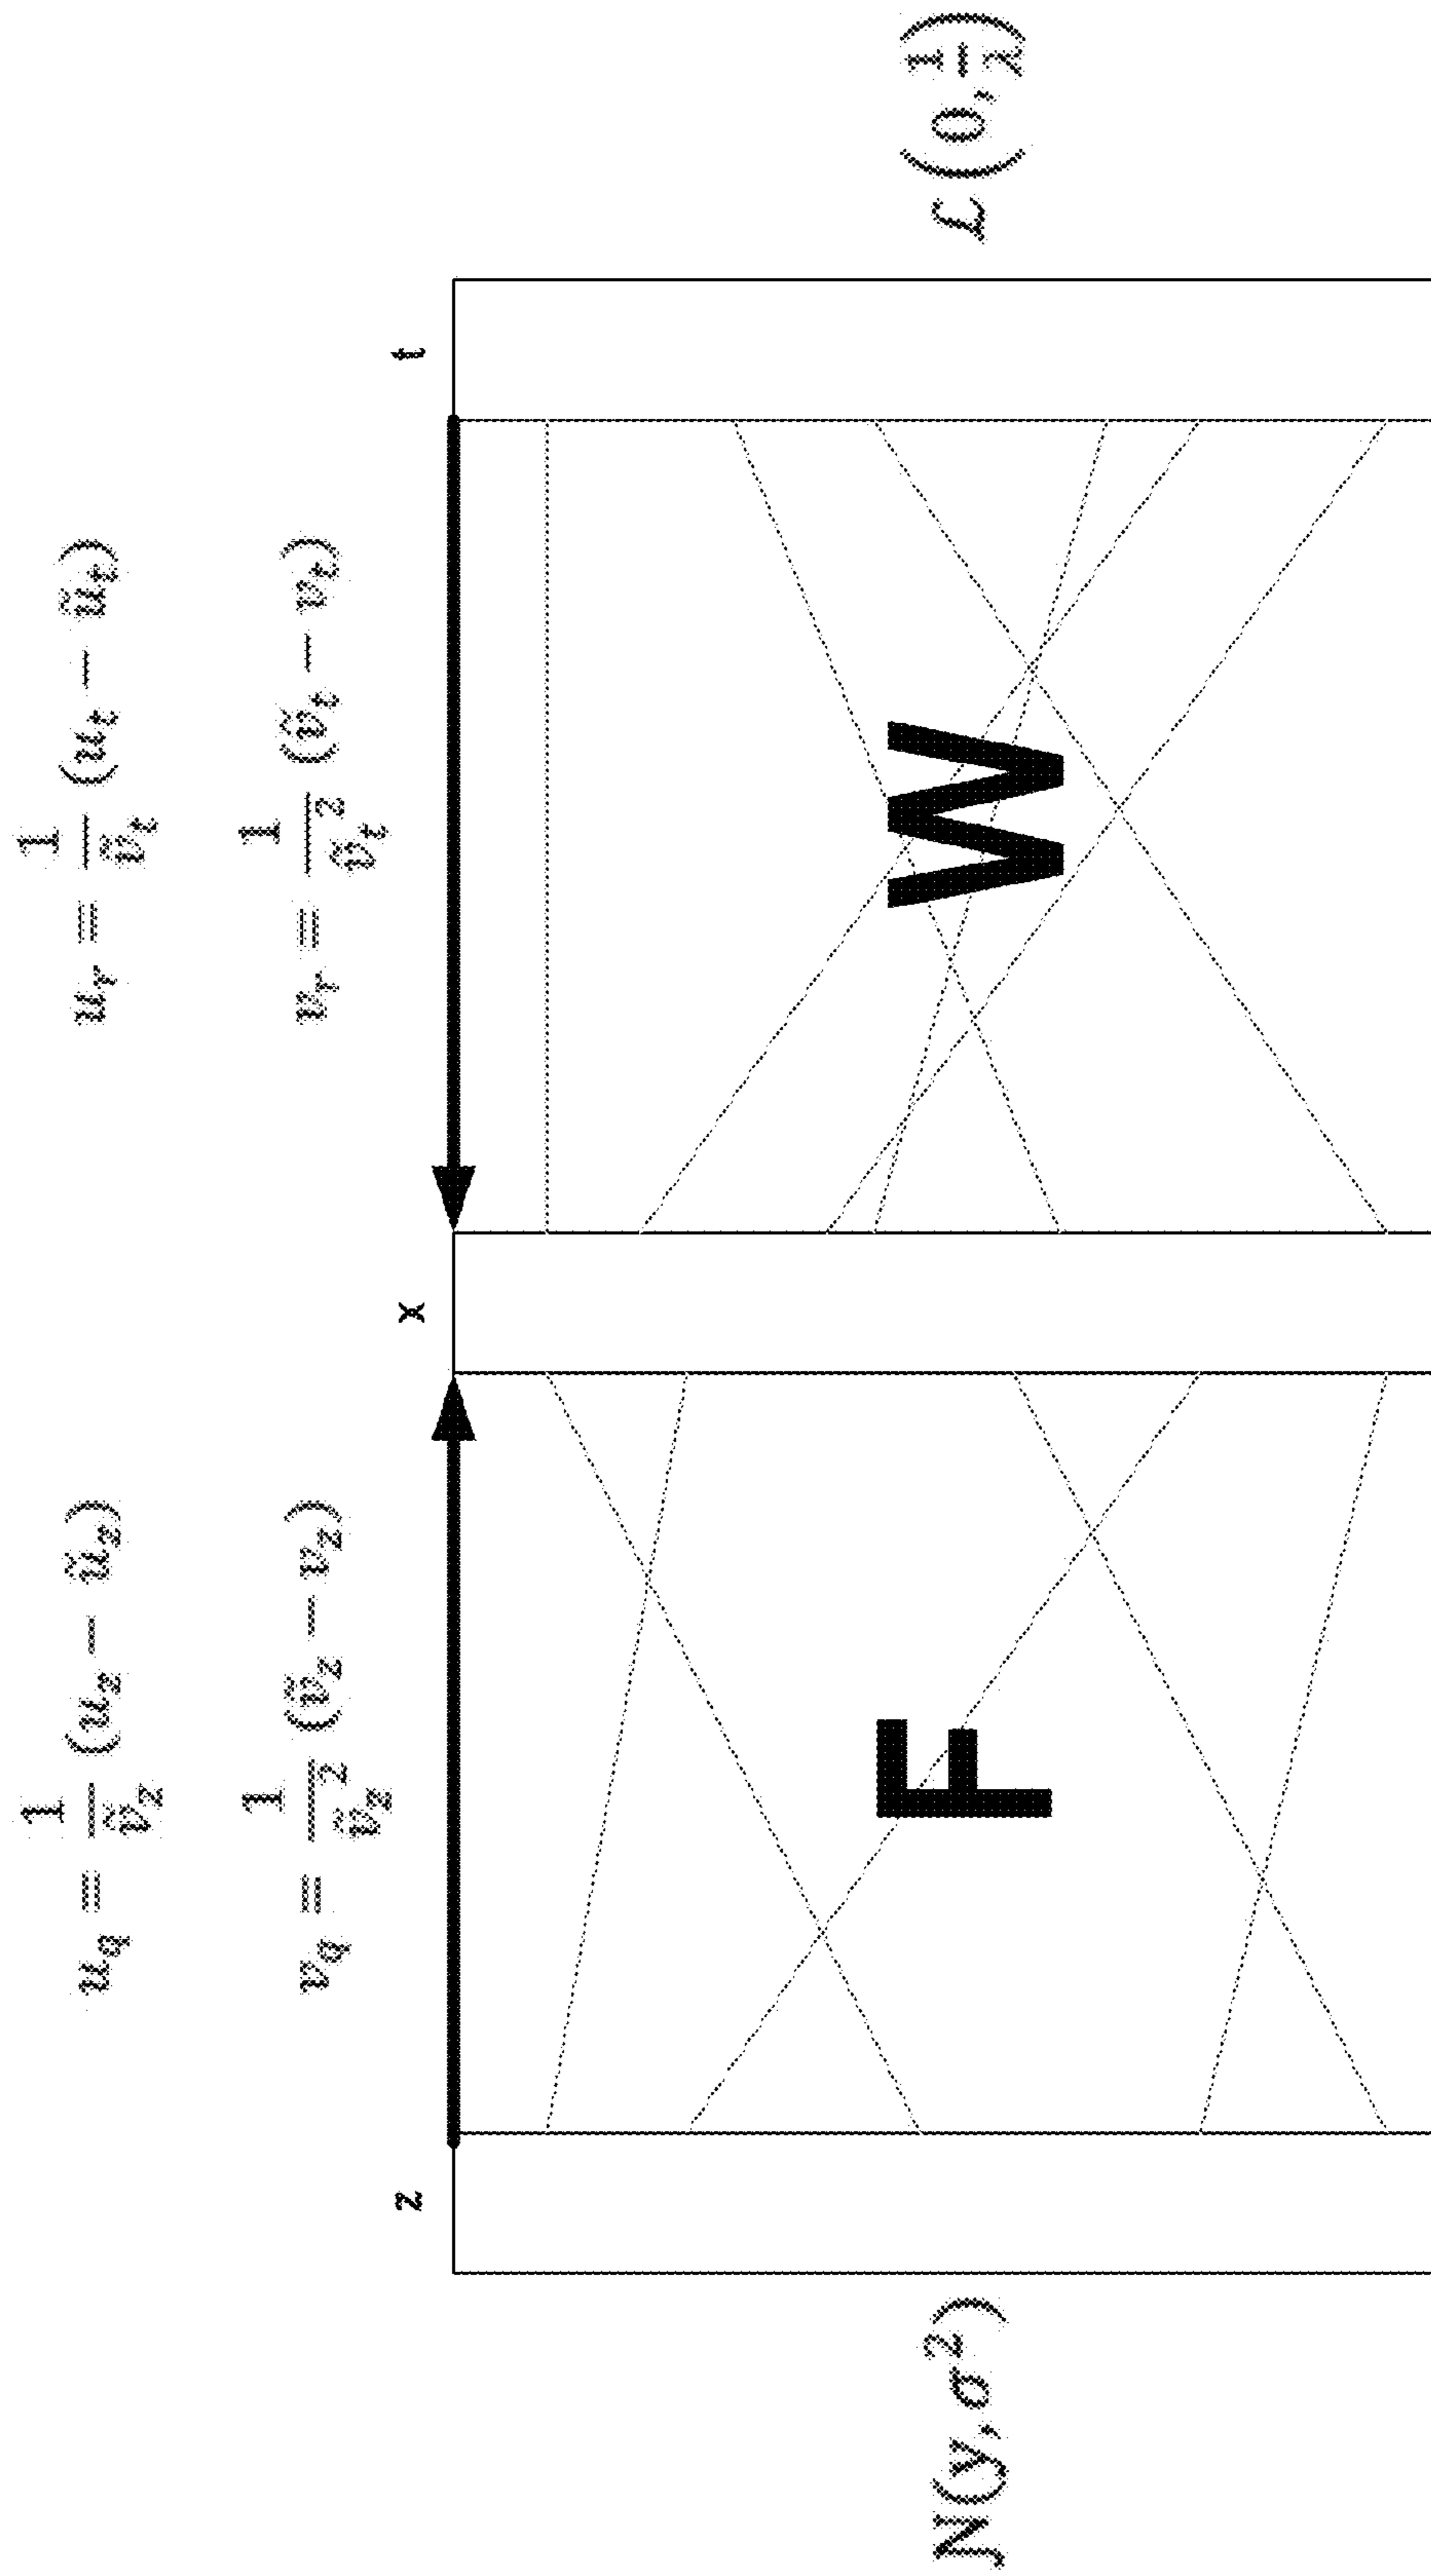 u_q = 1/ṽ_z (u_z − ũ_z)
v_q = 1/ṽ_z² (ṽ_z − v_z)
u_r = 1/ṽ_t (u_t − ũ_t)
v_r = 1/ṽ_t² (ṽ_t − v_t)
z
x
t
N(y, σ²)
F
W
£(0, 1/λ)